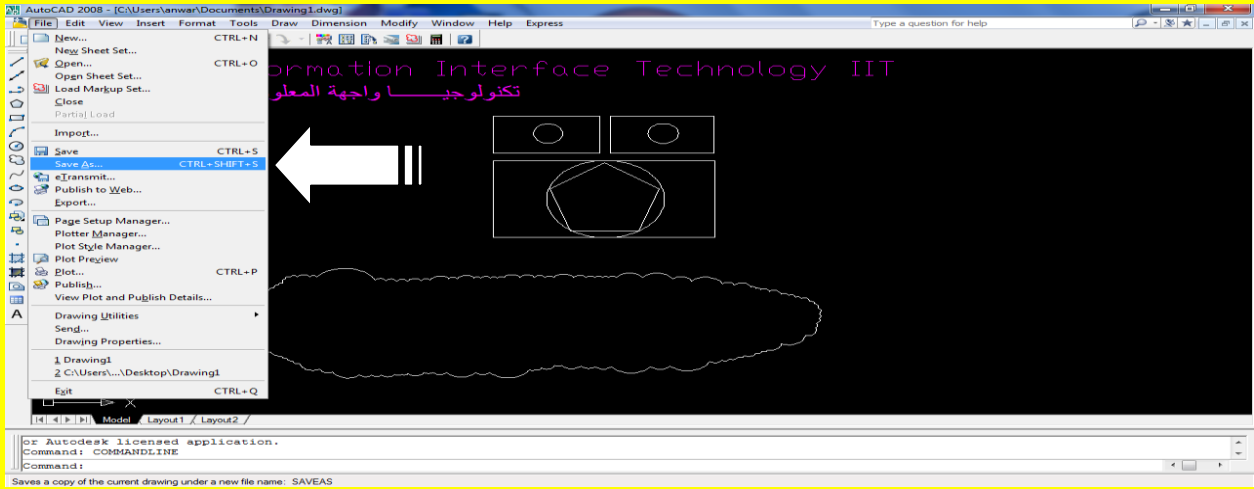 AutoCAD 2008 - [C:\Users\anwar\Documents\Drawing1.dwg]
File Edit View Insert Format Tools Draw Dimension Modify Window Help Express Type a question for help
New... CTRL+N
New Sheet Set...
Open... CTRL+O
Open Sheet Set...
Load Markup Set...
Close
Partial Load
Import...
Save CTRL+S
Save As... CTRL+SHIFT+S
eTransmit...
Publish to Web...
Export...
Page Setup Manager...
Plotter Manager...
Plot Style Manager...
Plot Preview
Plot... CTRL+P
Publish...
View Plot and Publish Details...
Drawing Utilities
Send...
Drawing Properties...
1 Drawing1
2 C:\Users\...\Desktop\Drawing1
Exit CTRL+Q
ormation Interface Technology IIT
تكنولوجيــــــا واجهة المعلو
X
A
Model Layout1 Layout2
or Autodesk licensed application.
Command: COMMANDLINE
Command:
Saves a copy of the current drawing under a new file name: SAVEAS